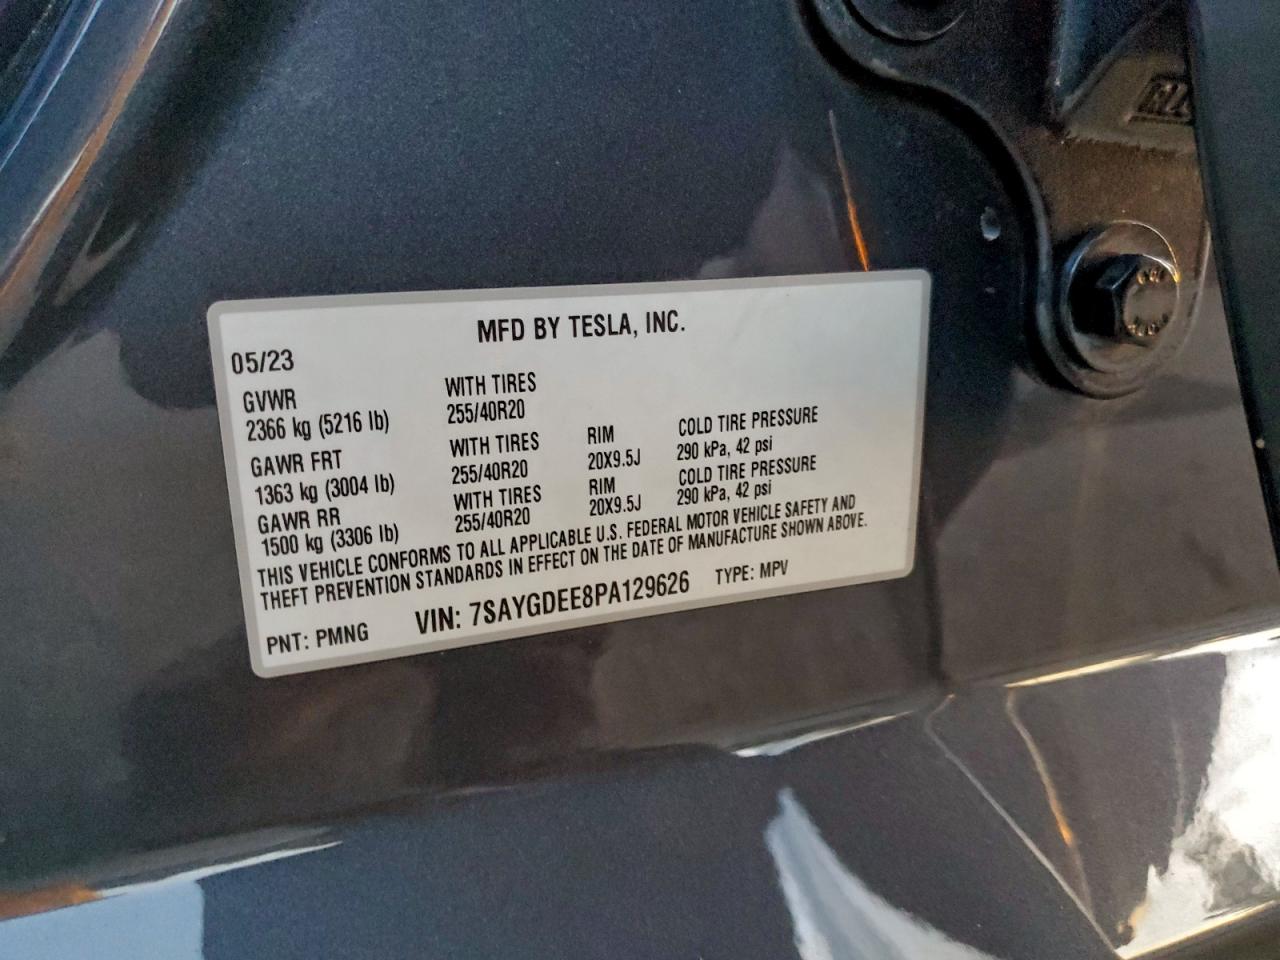 MFD BY TESLA, INC.
05/23
GVWR WITH TIRES
2366 kg (5216 lb) 255/40R20
GAWR FRT WITH TIRES RIM COLD TIRE PRESSURE
1363 kg (3004 lb) 255/40R20 20X9.5J 290 kPa, 42 psi
GAWR RR WITH TIRES RIM COLD TIRE PRESSURE
1500 kg (3306 lb) 255/40R20 20X9.5J 290 kPa, 42 psi
THIS VEHICLE CONFORMS TO ALL APPLICABLE U.S. FEDERAL MOTOR VEHICLE SAFETY AND
THEFT PREVENTION STANDARDS IN EFFECT ON THE DATE OF MANUFACTURE SHOWN ABOVE.
PNT: PMNG VIN: 7SAYGDEE8PA129626 TYPE: MPV